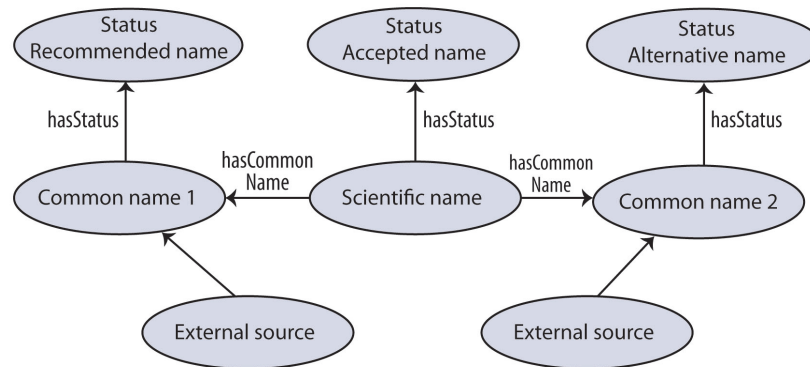 Status
Recommended name
Status
Accepted name
Status
Alternative name
hasStatus
hasStatus
hasStatus
hasCommon
Name
hasCommon
Name
Common name 1
Scientific name
Common name 2
External source
External source